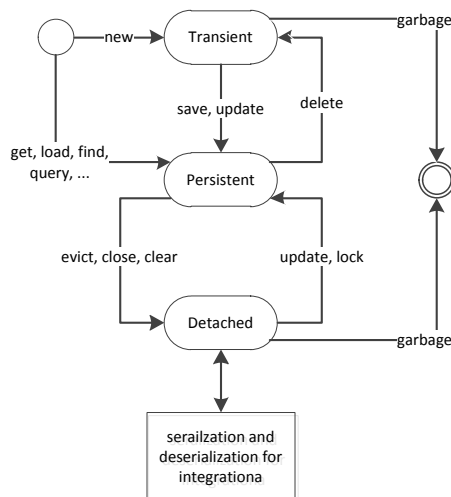 garbage
new
Transient
save, update
delete
get, load, find,
query, ...
Persistent
evict, close, clear
update, lock
Detached
garbage
serailzation and
deserialization for
integrationa